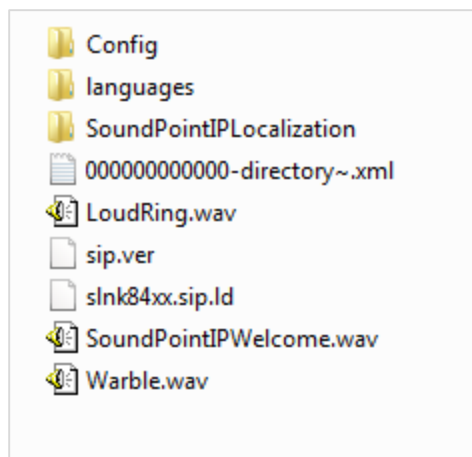 Config
languages
SoundPointIPLocalization
000000000000-directory~.xml
LoudRing.wav
sip.ver
slnk84xx.sip.ld
SoundPointIPWelcome.wav
Warble.wav